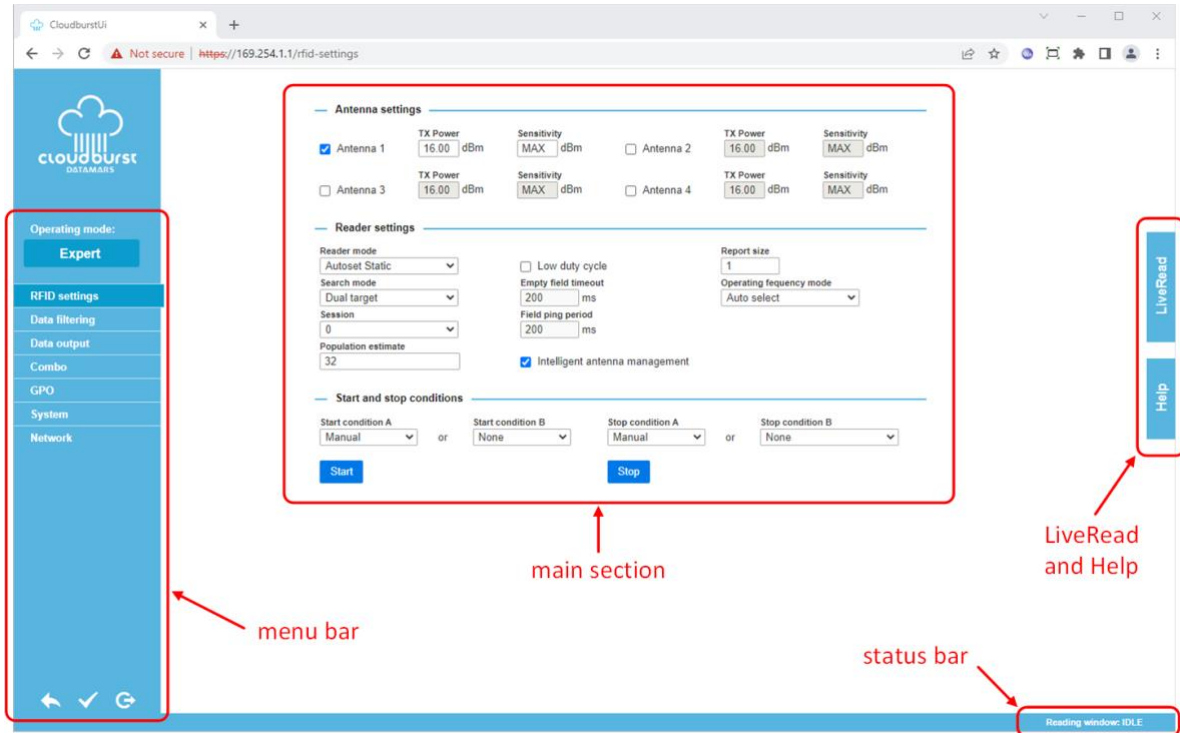 CloudburstUi
Not secure | https://169.254.1.1/rfid-settings
cloudburst
DATAMARS
Operating mode:
Expert
RFID settings
Data filtering
Data output
Combo
GPO
System
Network
Antenna settings
TX Power Sensitivity TX Power Sensitivity
Antenna 1 16.00 dBm MAX dBm Antenna 2 16.00 dBm MAX dBm
TX Power Sensitivity TX Power Sensitivity
Antenna 3 16.00 dBm MAX dBm Antenna 4 16.00 dBm MAX dBm
Reader settings
Reader mode Report size
Autoset Static Low duty cycle 1
Search mode Empty field timeout Operating fequency mode
Dual target 200 ms Auto select
Session Field ping period
0 200 ms
Population estimate
32 Intelligent antenna management
Start and stop conditions
Start condition A Start condition B Stop condition A Stop condition B
Manual or None Manual or None
Start Stop
LiveRead
Help
main section
LiveRead
and Help
menu bar
status bar
Reading window: IDLE